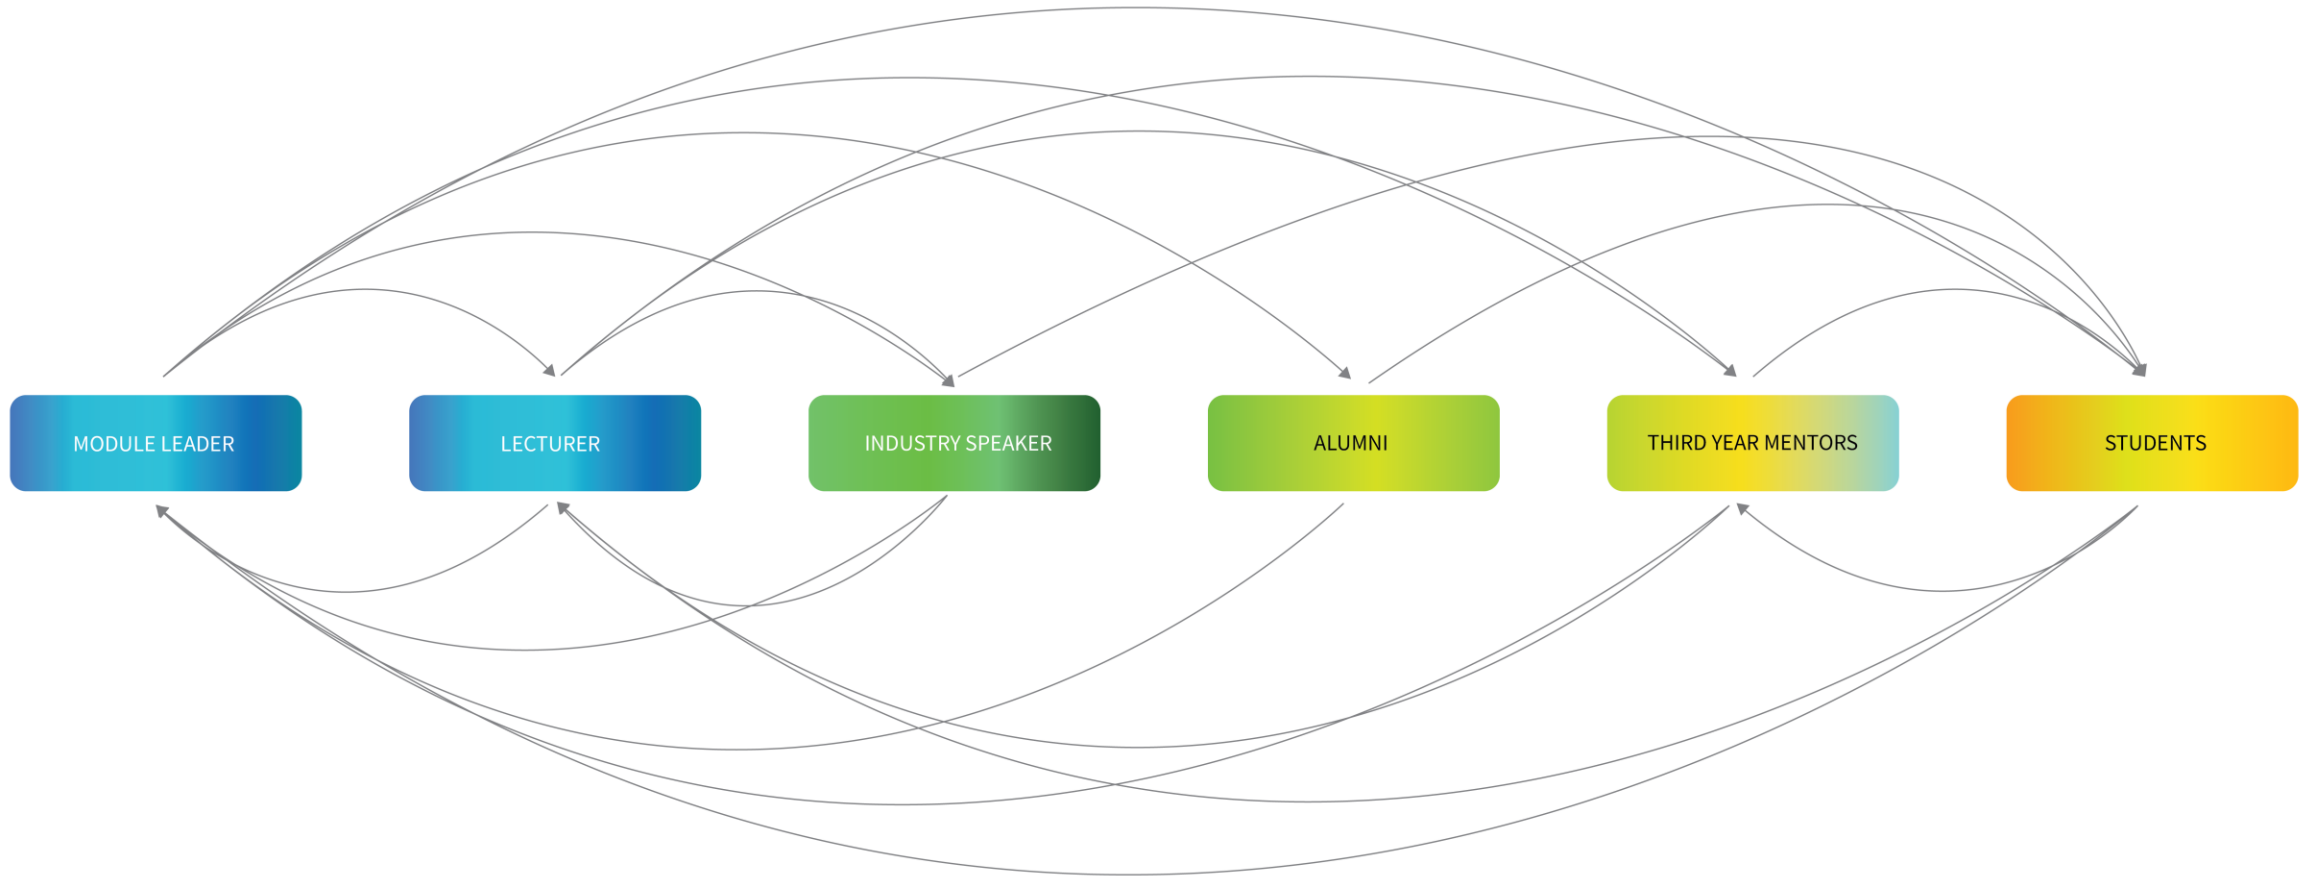 MODULE LEADER
LECTURER
INDUSTRY SPEAKER
ALUMNI
THIRD YEAR MENTORS
STUDENTS